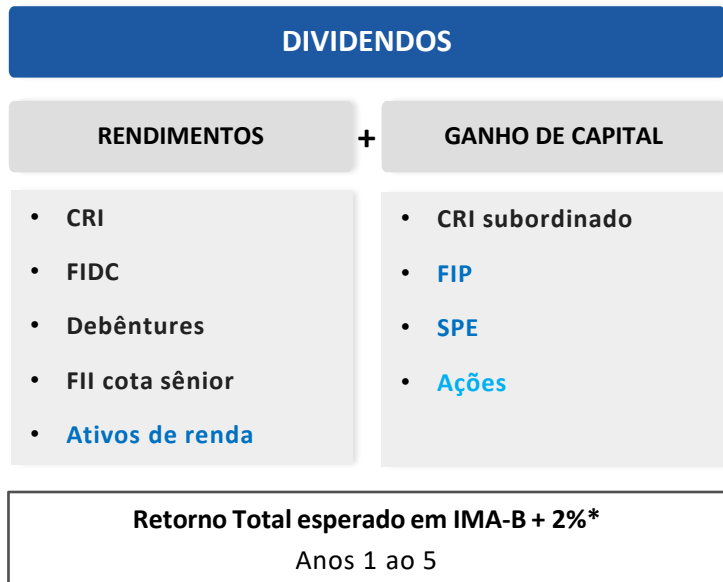 DIVIDENDOS
RENDIMENTOS + GANHO DE CAPITAL
• CRI
• FIDC
• Debêntures
• FII cota sênior
• Ativos de renda
• CRI subordinado
• FIP
• SPE
• Ações
Retorno Total esperado em IMA-B + 2%*
Anos 1 ao 5